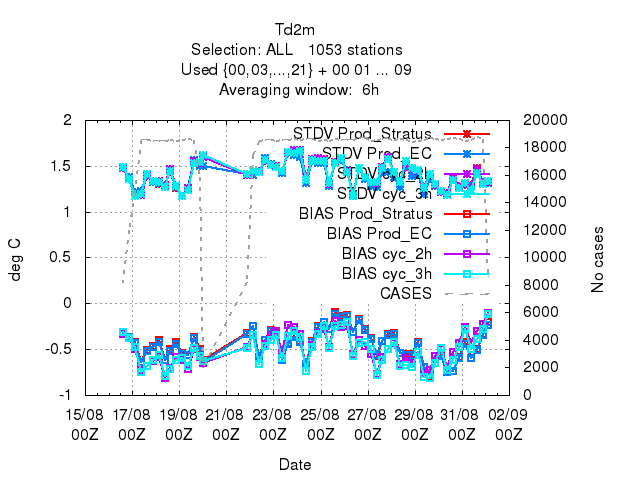 Td2m
Selection: ALL 1053 stations
Used {00,03,...,21} + 00 01 ... 09
Averaging window: 6h
2
1.5
1
0.5
0
-0.5
-1
deg C
20000
18000
16000
14000
12000
10000
8000
6000
4000
2000
0
No cases
STDV Prod_Stratus
STDV Prod_EC
STDV cyc_2h
STDV cyc_3h
BIAS Prod_Stratus
BIAS Prod_EC
BIAS cyc_2h
BIAS cyc_3h
CASES
15/08 17/08 19/08 21/08 23/08 25/08 27/08 29/08 31/08 02/09
00Z 00Z 00Z 00Z 00Z 00Z 00Z 00Z 00Z 00Z
Date